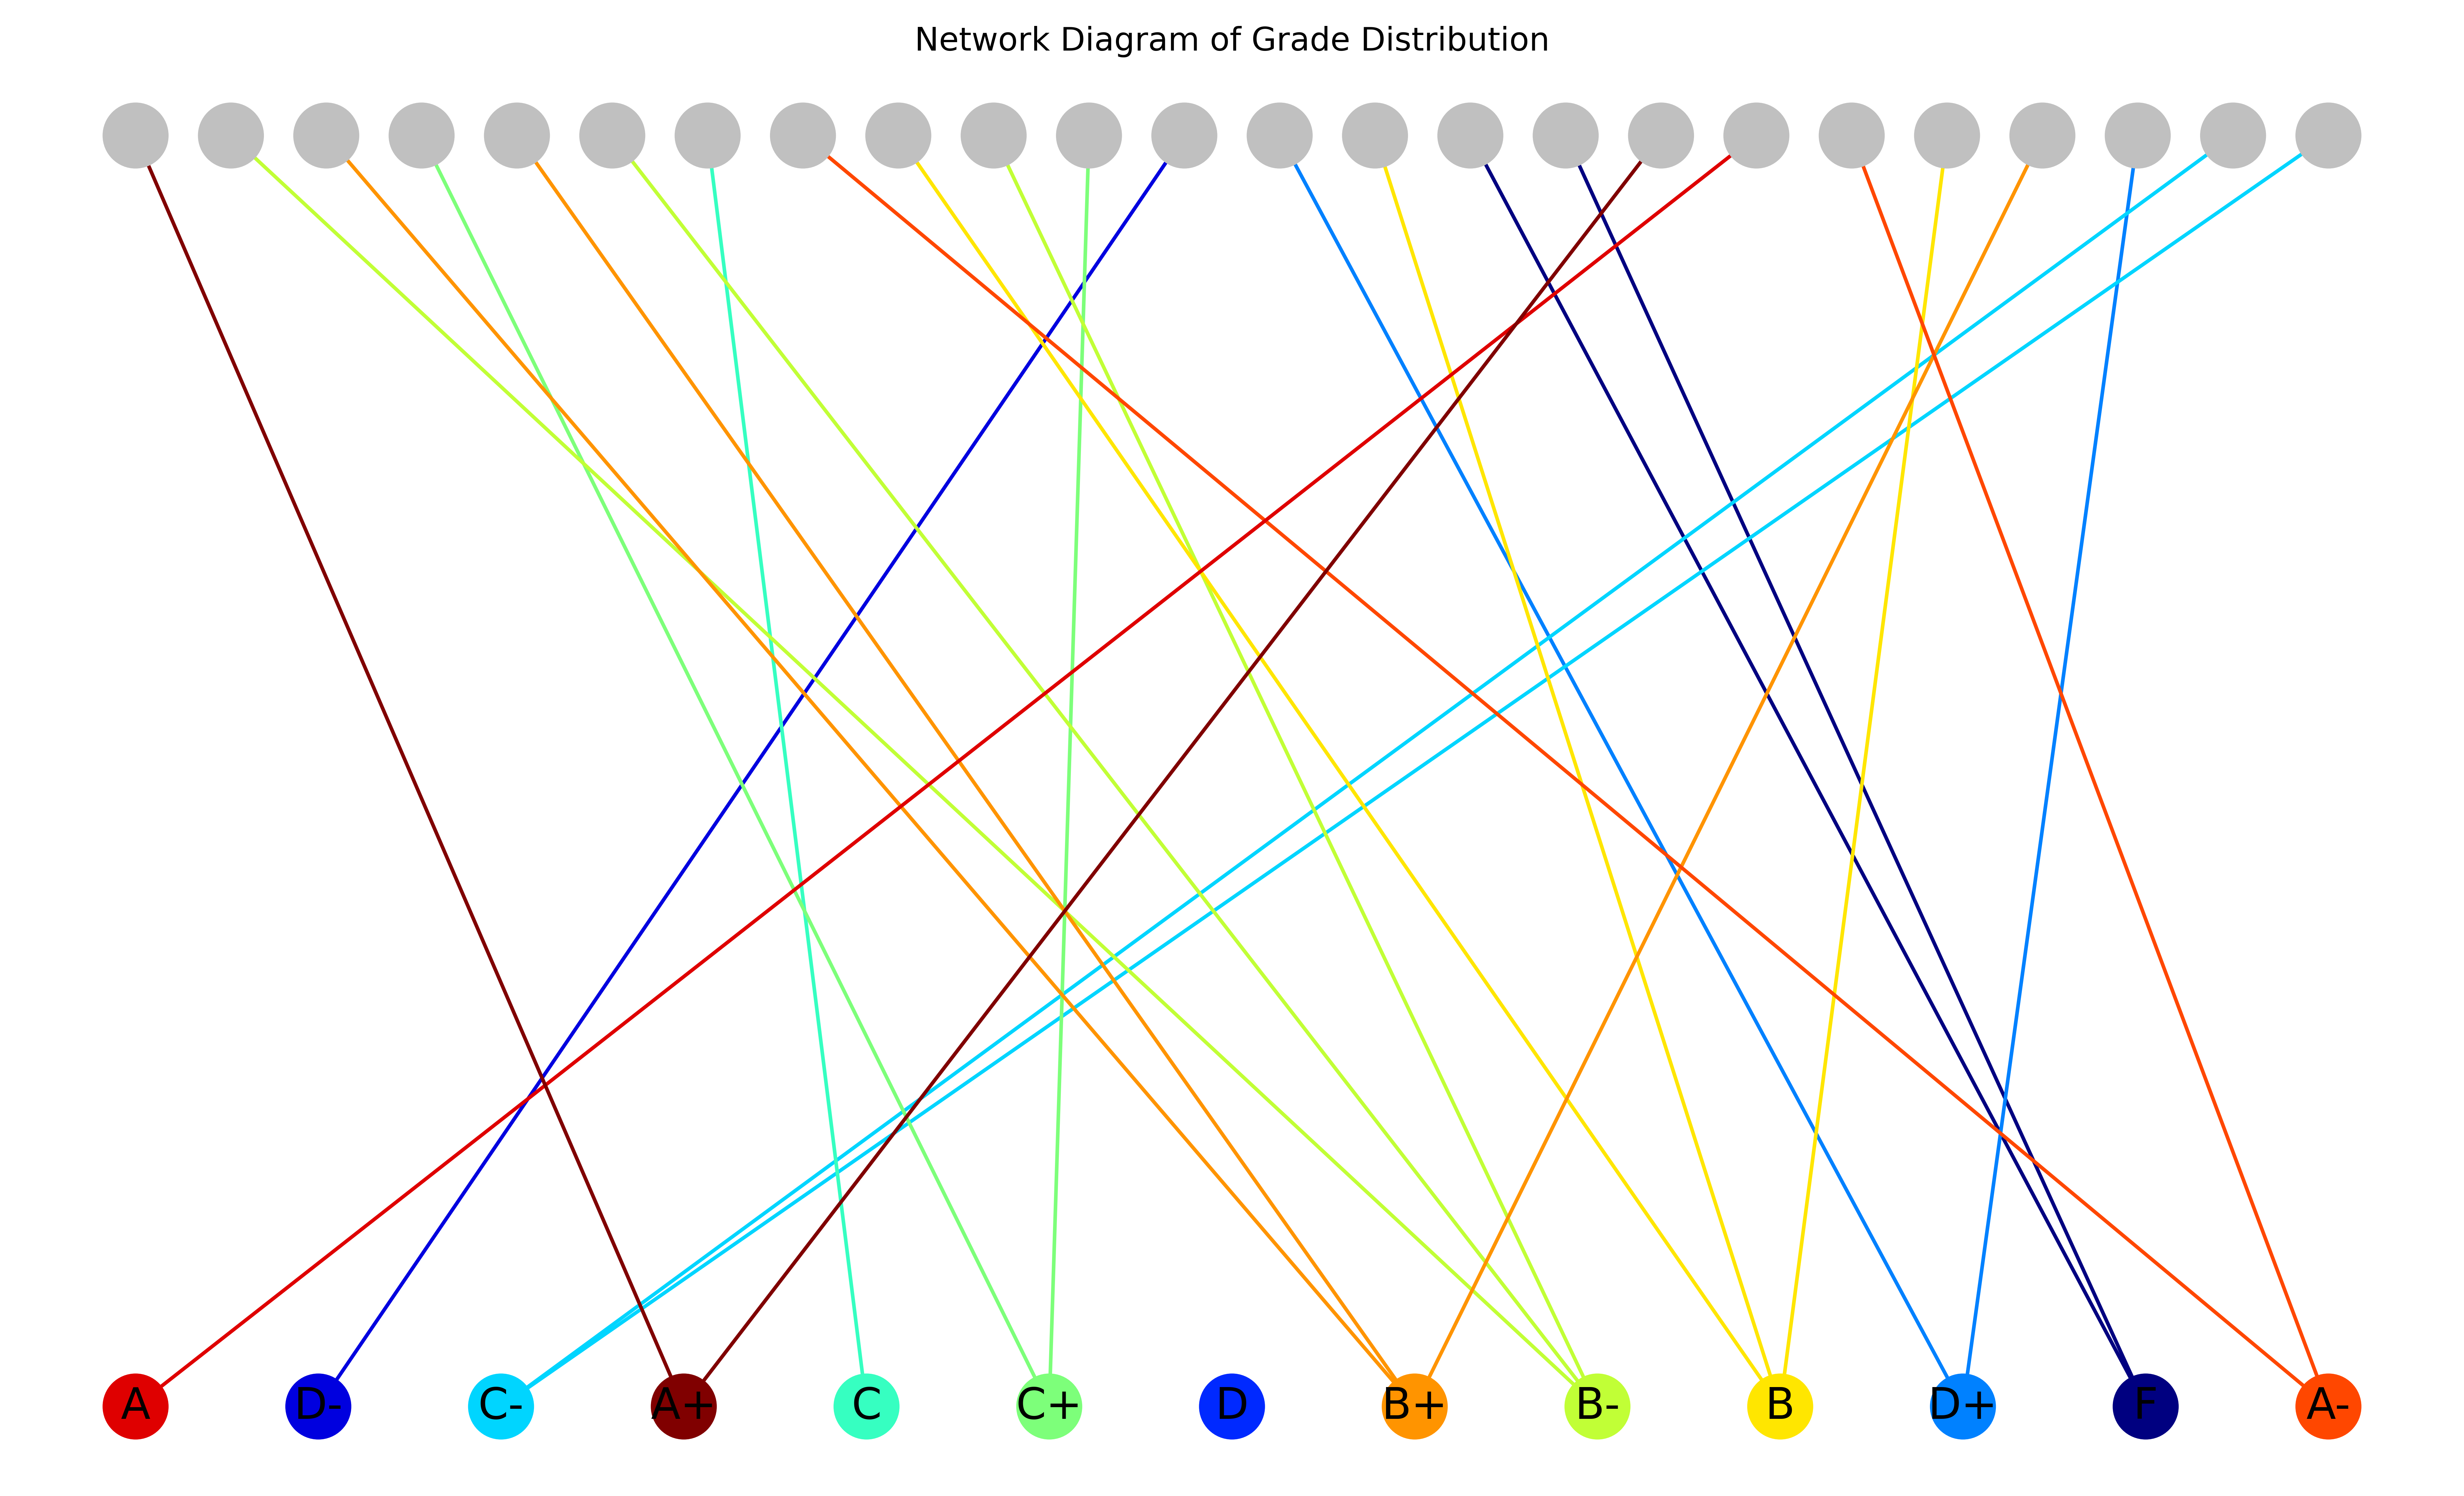 Network Diagram of Grade Distribution
A D- C- A+ C C+ D B+ B- B D+ F A-